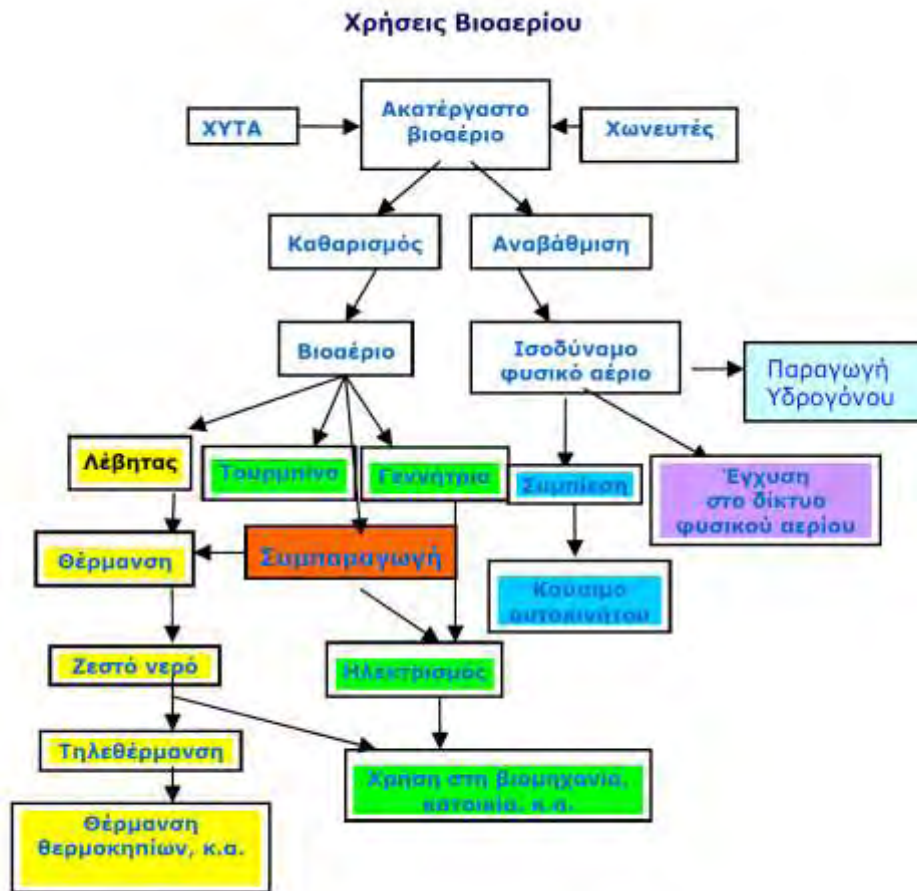 Χρήσεις Βιοαερίου
ΧΥΤΑ
Ακατέργαστο
βιοαέριο
Χωνευτές
Καθαρισμός
Αναβάθμιση
Βιοαέριο
Ισοδύναμο
φυσικό αέριο
Παραγωγή
Υδρογόνου
Λέβητας
Τουρμπίνα
Γεννήτρια
Συμπίεση
Έγχυση
στο δίκτυο
φυσικού αερίου
Θέρμανση
Συμπαραγωγή
Καύσιμο
αυτοκινήτου
Ζεστό νερό
Ηλεκτρισμός
Τηλεθέρμανση
Χρήση στη βιομηχανία,
κατοικία, κ.α.
Θέρμανση
θερμοκηπίων, κ.α.